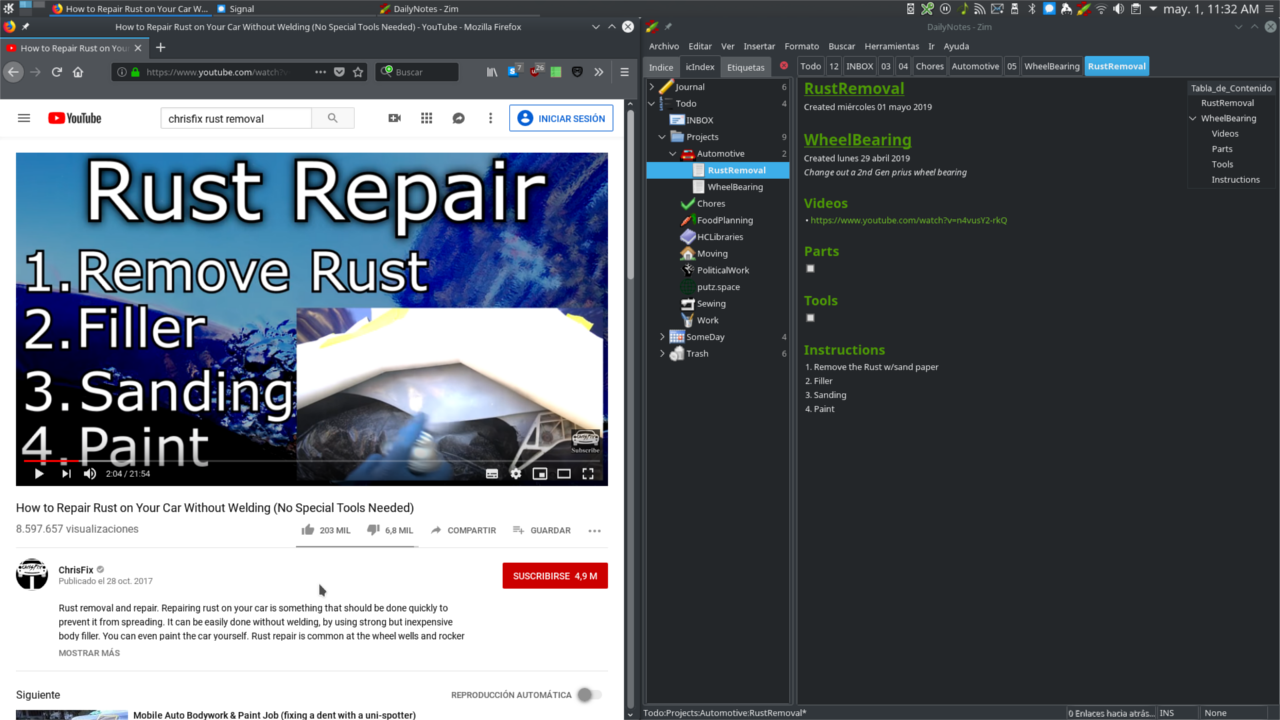 Mozilla Firefox How to Repair Rust on Your Car W...
Signal
DailyNotes - Zim
may. 1, 11:32 AM
How to Repair Rust on Your Car Without Welding (No Special Tools Needed) - YouTube - Mozilla Firefox
How to Repair Rust on You
https://www.youtube.com/watch?v
Buscar
7
26
YouTube
chrisfix rust removal
INICIAR SESIÓN
Rust Repair
1. Remove Rust
2. Filler
3. Sanding
4. Paint
Subscribe
2:04 / 21:54
How to Repair Rust on Your Car Without Welding (No Special Tools Needed)
8.597.657 visualizaciones
203 MIL
6,8 MIL
COMPARTIR
GUARDAR
ChrisFix
Publicado el 28 oct. 2017
SUSCRIBIRSE 4,9 M
Rust removal and repair. Repairing rust on your car is something that should be done quickly to
prevent it from spreading. It can be easily done without welding, by using strong but inexpensive
body filler. You can even paint the car yourself. Rust repair is common at the wheel wells and rocker
MOSTRAR MÁS
Siguiente
REPRODUCCIÓN AUTOMÁTICA
Mobile Auto Bodywork & Paint Job (fixing a dent with a uni-spotter)
DailyNotes - Zim
Archivo Editar Ver Insertar Formato Buscar Herramientas Ir Ayuda
Indice icIndex Etiquetas
Todo 12 INBOX 03 04 Chores Automotive 05 WheelBearing RustRemoval
Journal 6
Todo 4
INBOX
Projects 9
Automotive 2
RustRemoval
WheelBearing
Chores
FoodPlanning
HCLibraries
Moving
PoliticalWork
putz.space
Sewing
Work
SomeDay 4
Trash 6
RustRemoval
Created miércoles 01 mayo 2019
WheelBearing
Created lunes 29 abril 2019
Change out a 2nd Gen prius wheel bearing
Videos
• https://www.youtube.com/watch?v=n4vusY2-rkQ
Parts
Tools
Instructions
1. Remove the Rust w/sand paper
2. Filler
3. Sanding
4. Paint
Tabla_de_Contenido
RustRemoval
WheelBearing
Videos
Parts
Tools
Instructions
Todo:Projects:Automotive:RustRemoval*
0 Enlaces hacia atrás...
INS
None